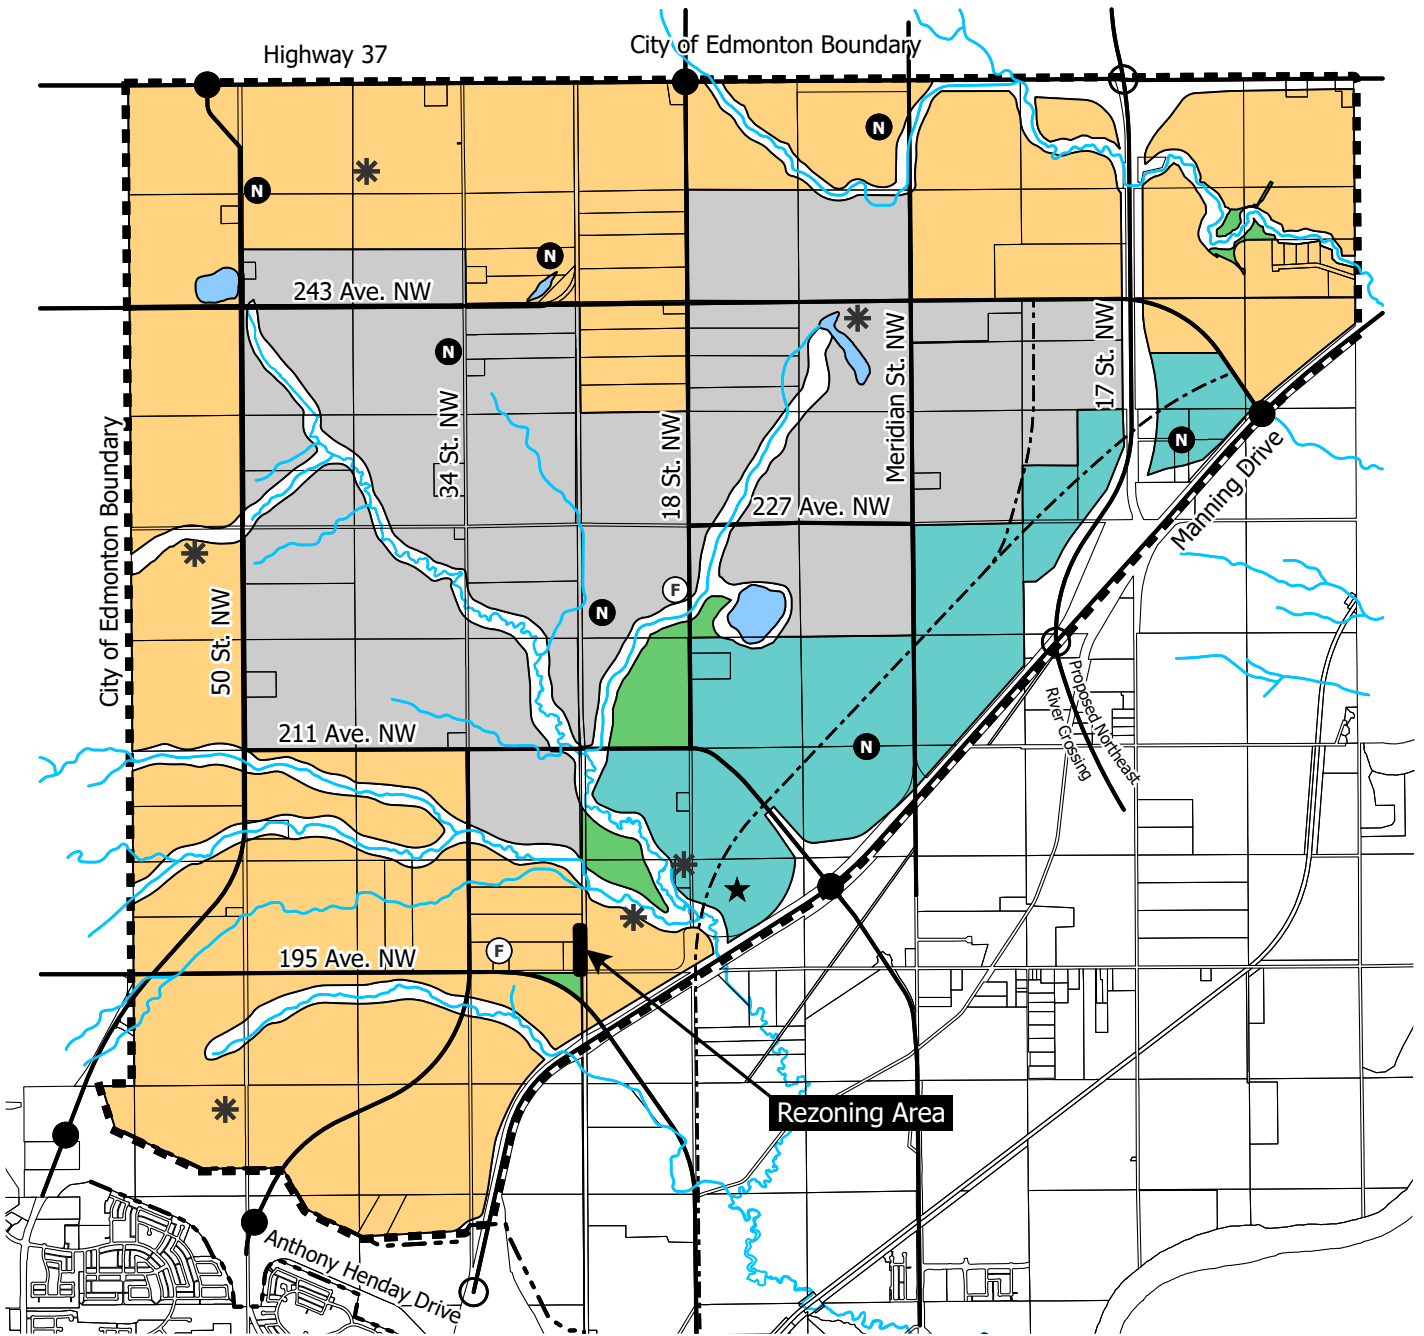 Highway 37
City of Edmonton Boundary
N
N
N
243 Ave. NW
N
17 St. NW
Meridian St. NW
34 St. NW
18 St. NW
City of Edmonton Boundary
N
Manning Drive
227 Ave. NW
50 St. NW
F
N
Proposed Northeast
River Crossing
211 Ave. NW
N
195 Ave. NW
F
Rezoning Area
Anthony Henday Drive